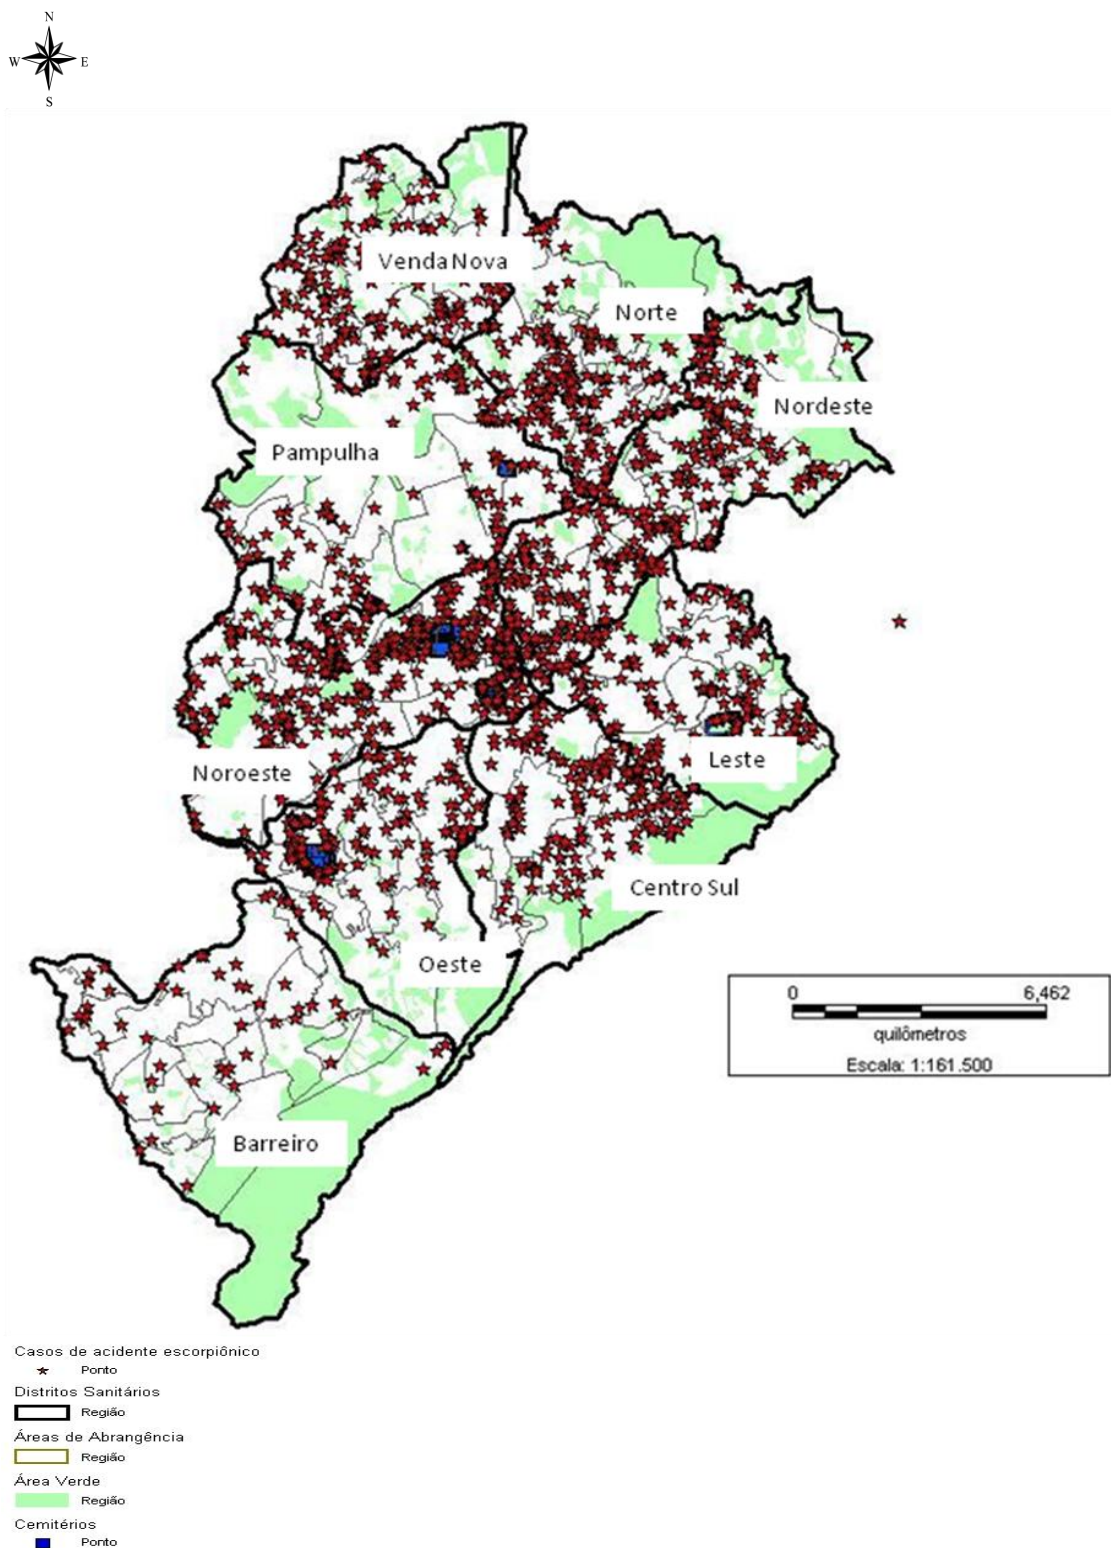 N
W E
S
Venda Nova
Norte
Nordeste
Pampulha
Noroeste
Leste
Centro Sul
Oeste
0 6,462
quilômetros
Escala: 1:161.500
Barreiro
Casos de acidente escorpiônico
Ponto
Distritos Sanitários
Região
Áreas de Abrangência
Região
Área Verde
Região
Cemitérios
Ponto